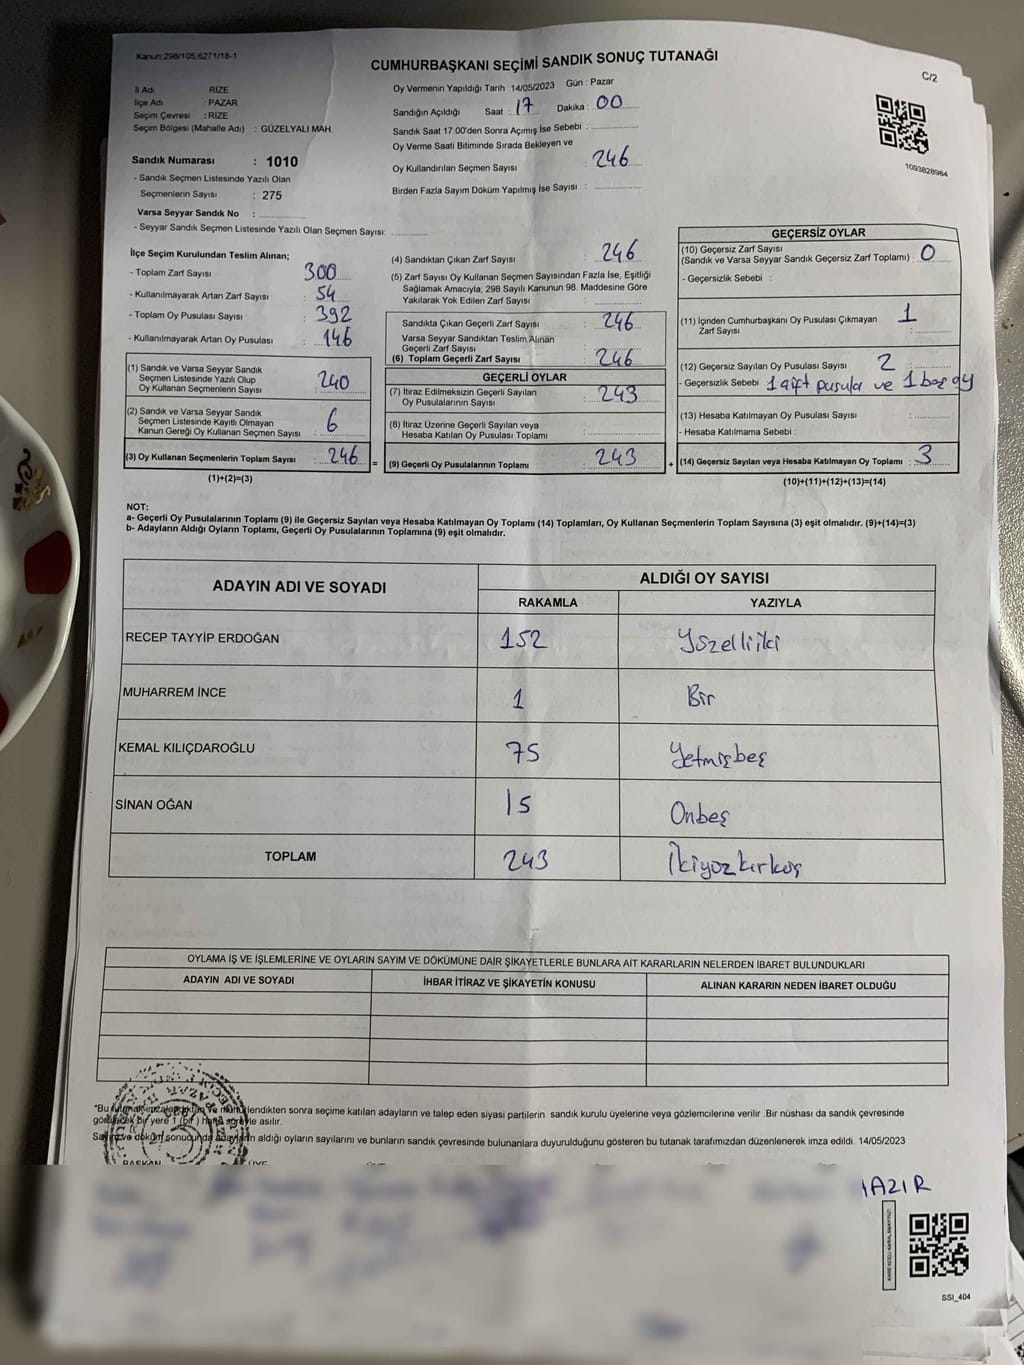 Kanun:298/105,6271/18-1
CUMHURBAŞKANI SEÇİMİ SANDIK SONUÇ TUTANAĞI
C/2
İl Adı RİZE
İlçe Adı : PAZAR
Seçim Çevresi : RİZE
Seçim Bölgesi (Mahalle Adı) : GÜZELYALI MAH.
Sandık Numarası : 1010
- Sandık Seçmen Listesinde Yazılı Olan
Seçmenlerin Sayısı : 275
Varsa Seyyar Sandık No :
- Seyyar Sandık Seçmen Listesinde Yazılı Olan Seçmen Sayısı:
Oy Vermenin Yapıldığı Tarih : 14/05/2023 Gün : Pazar
Sandığın Açıldığı Saat : 17 Dakika : 00
Sandık Saat 17:00'den Sonra Açımış İse Sebebi :
Oy Verme Saati Bitiminde Sırada Bekleyen ve
Oy Kullandırılan Seçmen Sayısı : 246
Birden Fazla Sayım Döküm Yapılmış İse Sayısı :
1093828984
İlçe Seçim Kurulundan Teslim Alınan;
- Toplam Zarf Sayısı : 300
- Kullanılmayarak Artan Zarf Sayısı : 54
- Toplam Oy Pusulası Sayısı : 392
- Kullanılmayarak Artan Oy Pusulası : 146
(1) Sandık ve Varsa Seyyar Sandık
Seçmen Listesinde Yazılı Olup
Oy Kullanan Seçmenlerin Sayısı : 240
(2) Sandık ve Varsa Seyyar Sandık
Seçmen Listesinde Kayıtlı Olmayan
Kanun Gereği Oy Kullanan Seçmen Sayısı : 6
(3) Oy Kullanan Seçmenlerin Toplam Sayısı : 246 =
(1)+(2)=(3)
(4) Sandıktan Çıkan Zarf Sayısı : 246
(5) Zarf Sayısı Oy Kullanan Seçmen Sayısından Fazla İse, Eşitliği
Sağlamak Amacıyla, 298 Sayılı Kanunun 98. Maddesine Göre
Yakılarak Yok Edilen Zarf Sayısı :
Sandıkta Çıkan Geçerli Zarf Sayısı : 246
Varsa Seyyar Sandıktan Teslim Alınan
Geçerli Zarf Sayısı
(6) Toplam Geçerli Zarf Sayısı : 246
GEÇERLİ OYLAR
(7) İtiraz Edilmeksizin Geçerli Sayılan
Oy Pusulalarının Sayısı : 243
(8) İtiraz Üzerine Geçerli Sayılan veya
Hesaba Katılan Oy Pusulası Toplamı :
(9) Geçerli Oy Pusulalarının Toplamı : 243 +
GEÇERSİZ OYLAR
(10) Geçersiz Zarf Sayısı
(Sandık ve Varsa Seyyar Sandık Geçersiz Zarf Toplamı) : 0
- Geçersizlik Sebebi :
(11) İçinden Cumhurbaşkanı Oy Pusulası Çıkmayan
Zarf Sayısı : 1
(12) Geçersiz Sayılan Oy Pusulası Sayısı : 2
- Geçersizlik Sebebi 1 çift pusula ve 1 boş oy
(13) Hesaba Katılmayan Oy Pusulası Sayısı :
- Hesaba Katılmama Sebebi :
(14) Geçersiz Sayılan veya Hesaba Katılmayan Oy Toplamı : 3
(10)+(11)+(12)+(13)=(14)
NOT:
a- Geçerli Oy Pusulalarının Toplamı (9) ile Geçersiz Sayılan veya Hesaba Katılmayan Oy Toplamı (14) Toplamları, Oy Kullanan Seçmenlerin Toplam Sayısına (3) eşit olmalıdır. (9)+(14)=(3)
b- Adayların Aldığı Oyların Toplamı, Geçerli Oy Pusulalarının Toplamına (9) eşit olmalıdır.
ADAYIN ADI VE SOYADI ALDIĞI OY SAYISI
RAKAMLA YAZIYLA
RECEP TAYYİP ERDOĞAN 152 Yüzelliiki
MUHARREM İNCE 1 Bir
KEMAL KILIÇDAROĞLU 75 Yetmişbeş
SİNAN OĞAN 15 Onbeş
TOPLAM 243 İkiyüzkırküç
OYLAMA İŞ VE İŞLEMLERİNE VE OYLARIN SAYIM VE DÖKÜMÜNE DAİR ŞİKAYETLERLE BUNLARA AİT KARARLARIN NELERDEN İBARET BULUNDUKLARI
ADAYIN ADI VE SOYADI İHBAR İTİRAZ VE ŞİKAYETİN KONUSU ALINAN KARARIN NEDEN İBARET OLDUĞU
"Bu tutanak imzalandıktan ve mühürlendikten sonra seçime katılan adayların ve talep eden siyasi partilerin sandık kurulu üyelerine veya gözlemcilerine verilir .Bir nüshası da sandık çevresinde
görülecek bir yere 1 (bir) hafta süreyle asılır.
Sayım ve döküm sonucunda adayların aldığı oyların sayılarını ve bunların sandık çevresinde bulunanlara duyurulduğunu gösteren bu tutanak tarafımızdan düzenlenerek imza edildi. 14/05/2023
BAŞKAN ÜYE
SSI_404